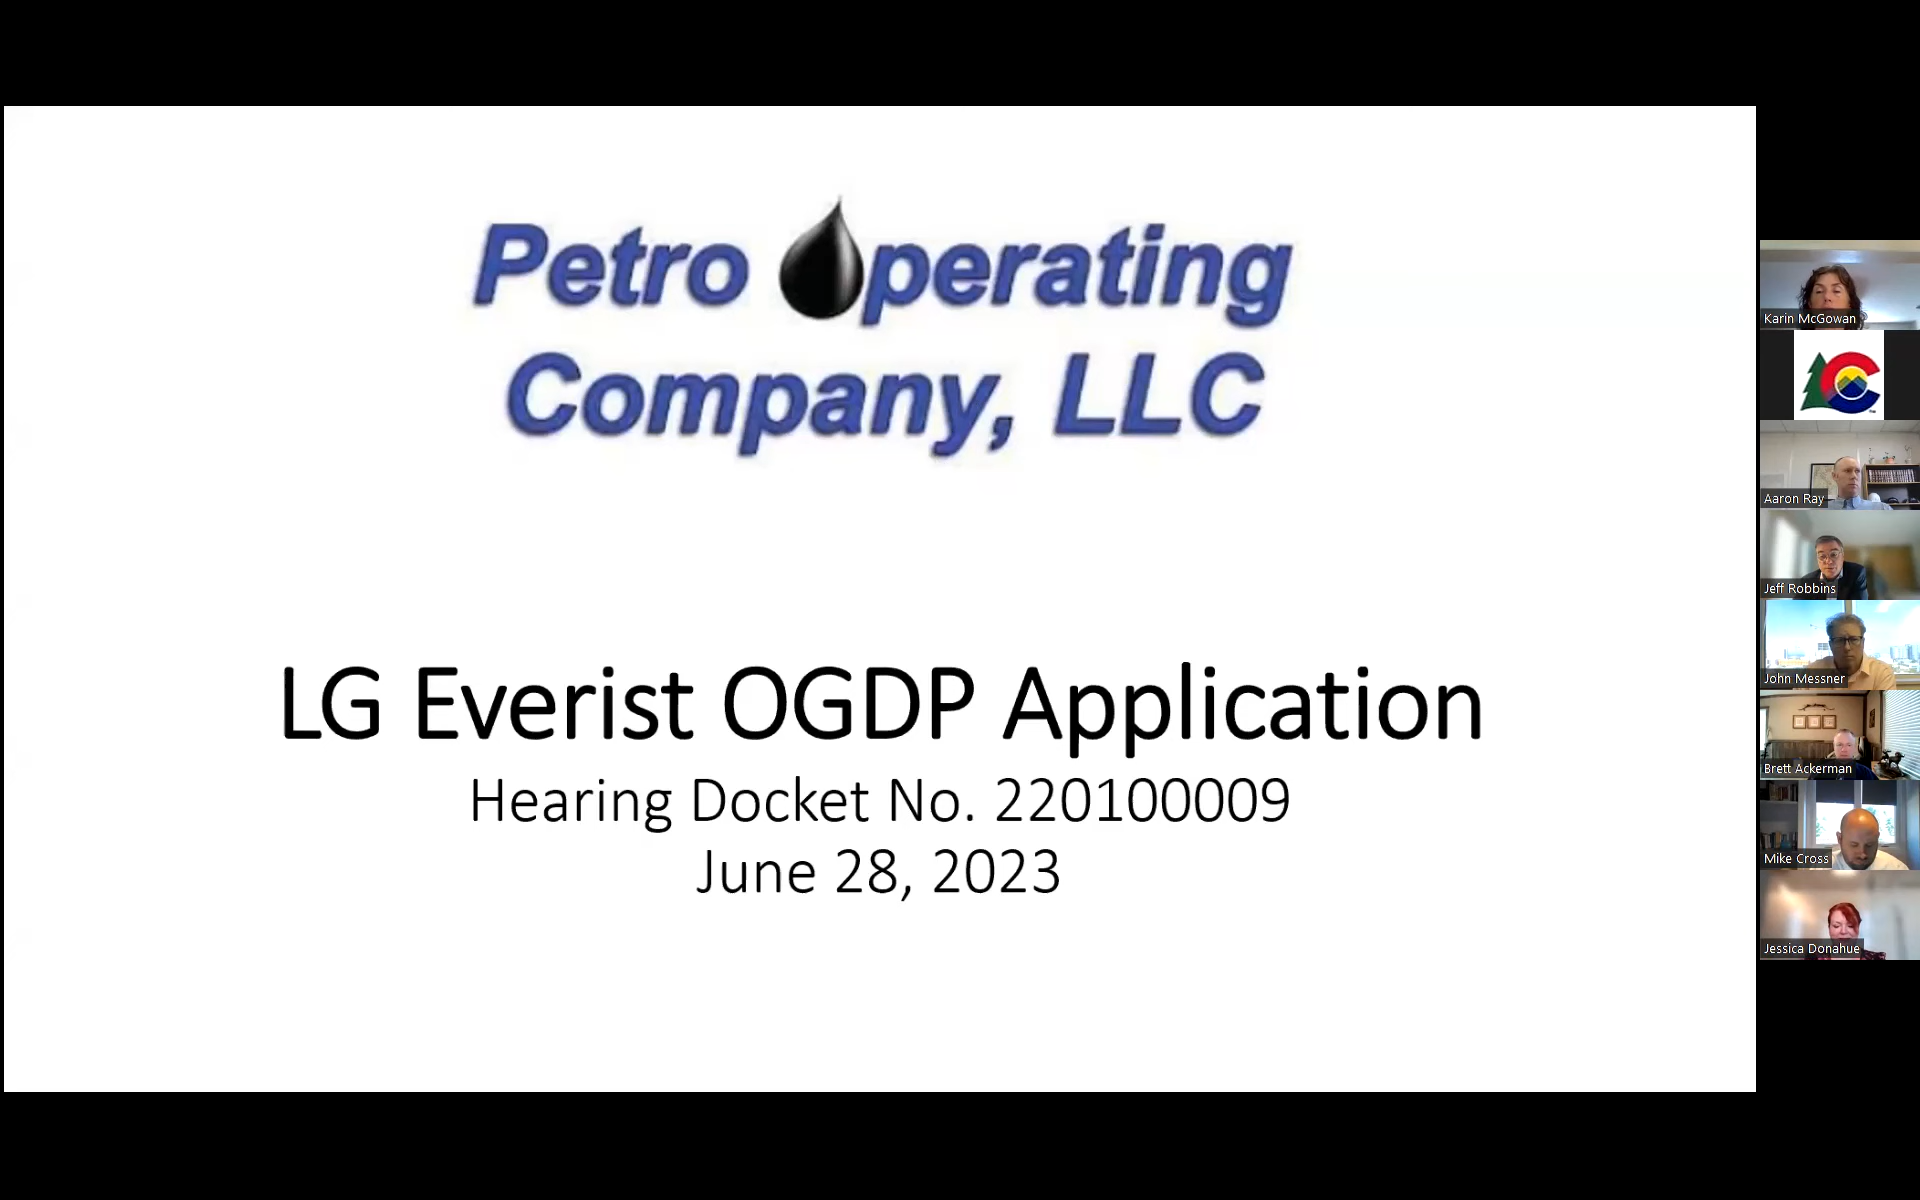 Petro Operating
Company, LLC
LG Everist OGDP Application
Hearing Docket No. 220100009
June 28, 2023
Karin McGowan
Aaron Ray
Jeff Robbins
John Messner
Brett Ackerman
Mike Cross
Jessica Donahue